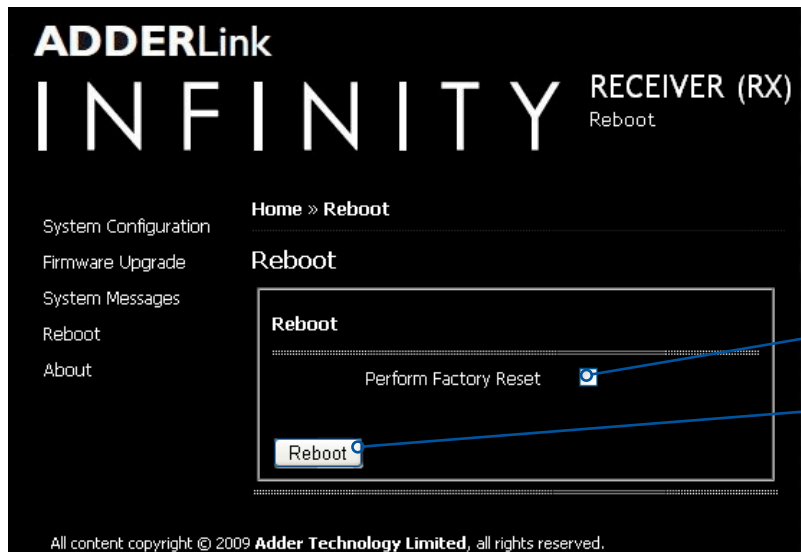 ADDERLink
INFINITY
RECEIVER (RX)
Reboot
System Configuration
Firmware Upgrade
System Messages
Reboot
About
Home » Reboot
Reboot
Reboot
Perform Factory Reset
Reboot
All content copyright © 2009 Adder Technology Limited, all rights reserved.